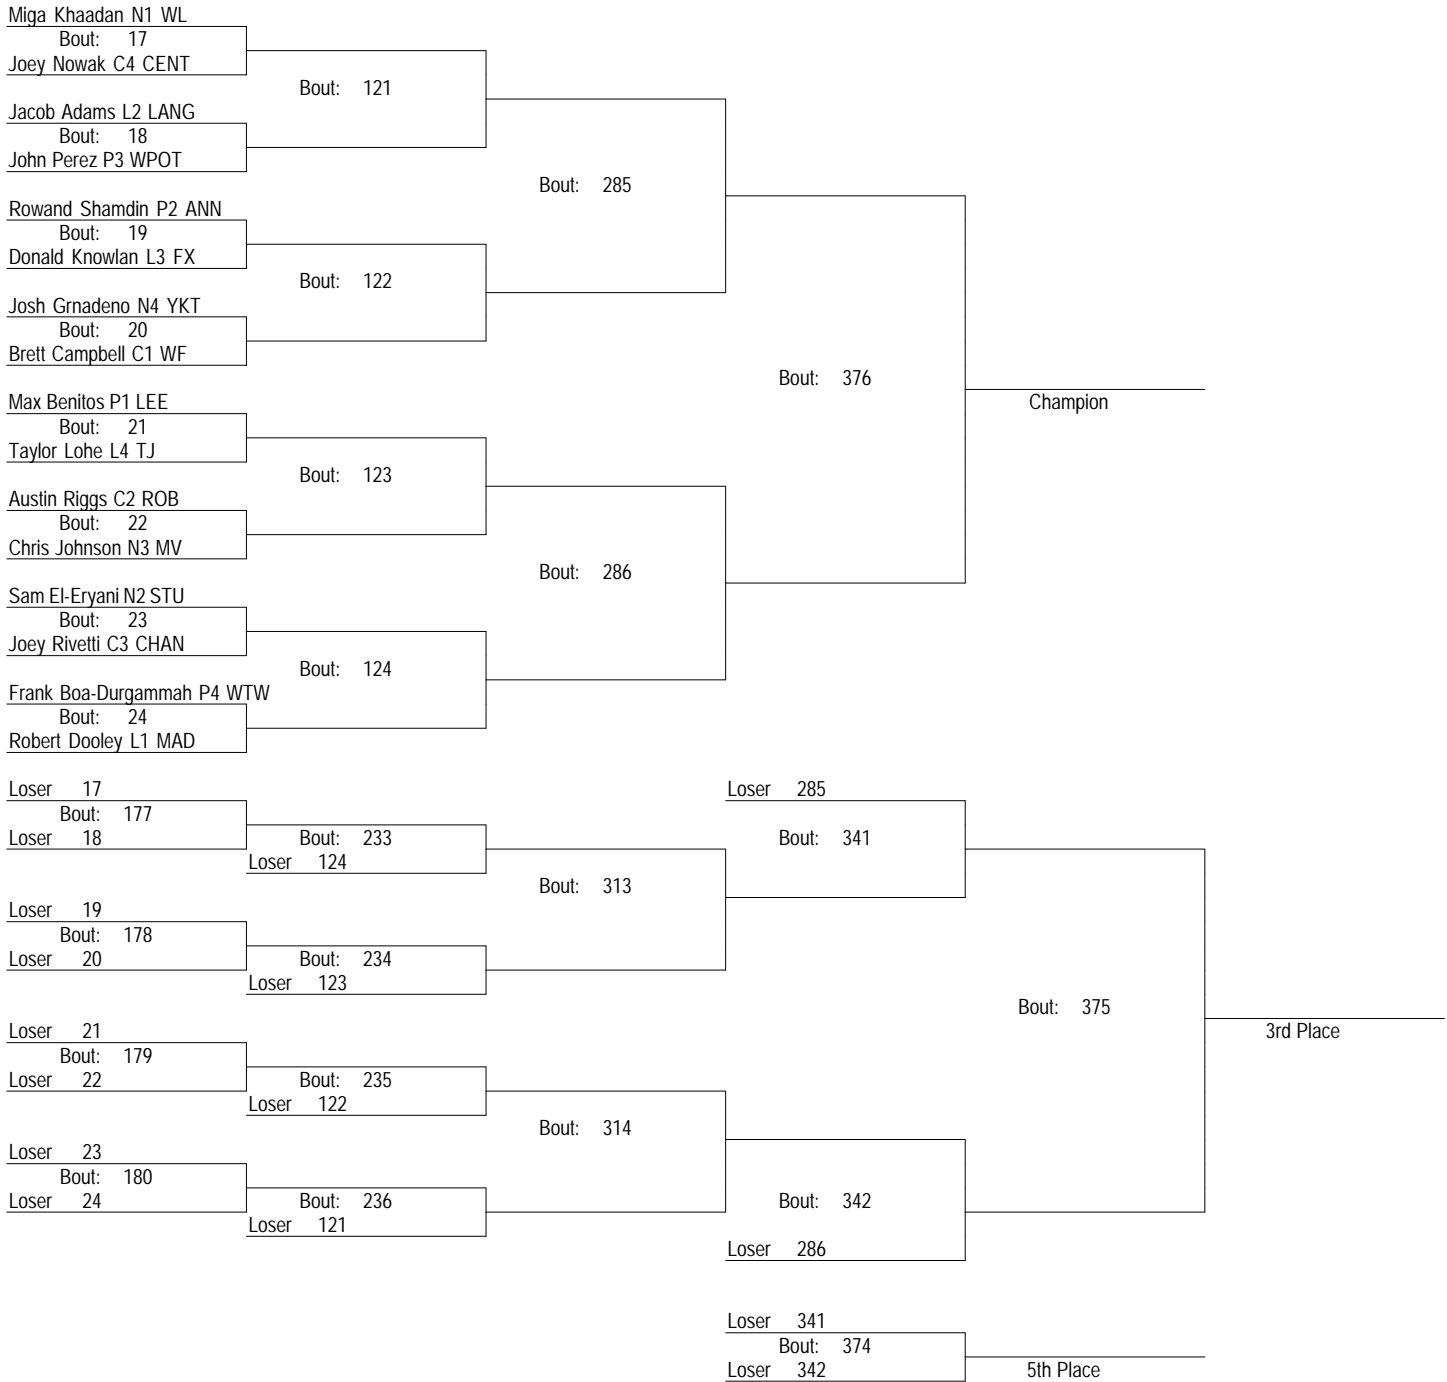 Miga Khaadan N1 WL
Bout: 17
Joey Nowak C4 CENT
Bout: 121
Jacob Adams L2 LANG
Bout: 18
John Perez P3 WPOT
Bout: 285
Rowand Shamdin P2 ANN
Bout: 19
Donald Knowlan L3 FX
Bout: 122
Josh Grnadeno N4 YKT
Bout: 20
Brett Campbell C1 WF
Bout: 376
Champion
Max Benitos P1 LEE
Bout: 21
Taylor Lohe L4 TJ
Bout: 123
Austin Riggs C2 ROB
Bout: 22
Chris Johnson N3 MV
Bout: 286
Sam El-Eryani N2 STU
Bout: 23
Joey Rivetti C3 CHAN
Bout: 124
Frank Boa-Durgammah P4 WTW
Bout: 24
Robert Dooley L1 MAD
Loser 17
Bout: 177
Loser 18
Bout: 233
Loser 124
Loser 285
Bout: 341
Bout: 313
Loser 19
Bout: 178
Loser 20
Bout: 234
Loser 123
Bout: 375
3rd Place
Loser 21
Bout: 179
Loser 22
Bout: 235
Loser 122
Bout: 314
Loser 23
Bout: 180
Loser 24
Bout: 236
Loser 121
Bout: 342
Loser 286
Loser 341
Bout: 374
Loser 342
5th Place